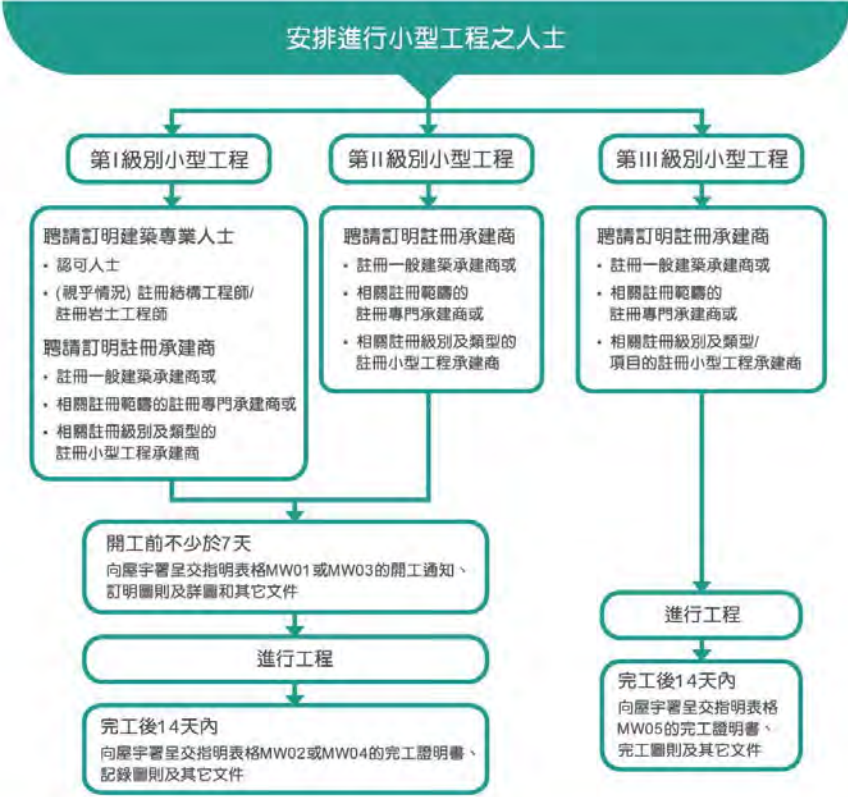 安排進行小型工程之人士
第I級別小型工程
聘請訂明建築專業人士
• 認可人士
• (視乎情況) 註冊結構工程師/
註冊岩土工程師
聘請訂明註冊承建商
• 註冊一般建築承建商或
• 相關註冊範疇的註冊專門承建商或
• 相關註冊級別及類型的
註冊小型工程承建商
第II級別小型工程
聘請訂明註冊承建商
• 註冊一般建築承建商或
• 相關註冊範疇的
註冊專門承建商或
• 相關註冊級別及類型的
註冊小型工程承建商
開工前不少於7天
向屋宇署呈交指明表格MW01或MW03的開工通知、
訂明圖則及詳圖和其它文件
進行工程
完工後14天內
向屋宇署呈交指明表格MW02或MW04的完工證明書、
記錄圖則及其它文件
第III級別小型工程
聘請訂明註冊承建商
• 註冊一般建築承建商或
• 相關註冊範疇的
註冊專門承建商或
• 相關註冊級別及類型/
項目的註冊小型工程承建商
進行工程
完工後14天內
向屋宇署呈交指明表格
MW05的完工證明書、
完工圖則及其它文件